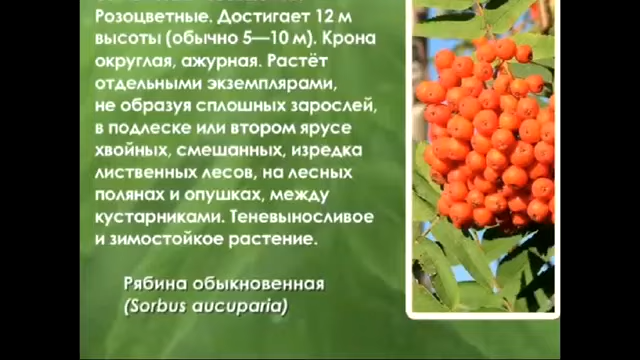 Розоцветные. Достигает 12 м
высоты (обычно 5—10 м). Крона
округлая, ажурная. Растёт
отдельными экземплярами,
не образуя сплошных зарослей,
в подлеске или втором ярусе
хвойных, смешанных, изредка
лиственных лесов, на лесных
полянах и опушках, между
кустарниками. Теневыносливое
и зимостойкое растение.
Рябина обыкновенная
(Sorbus aucuparia)